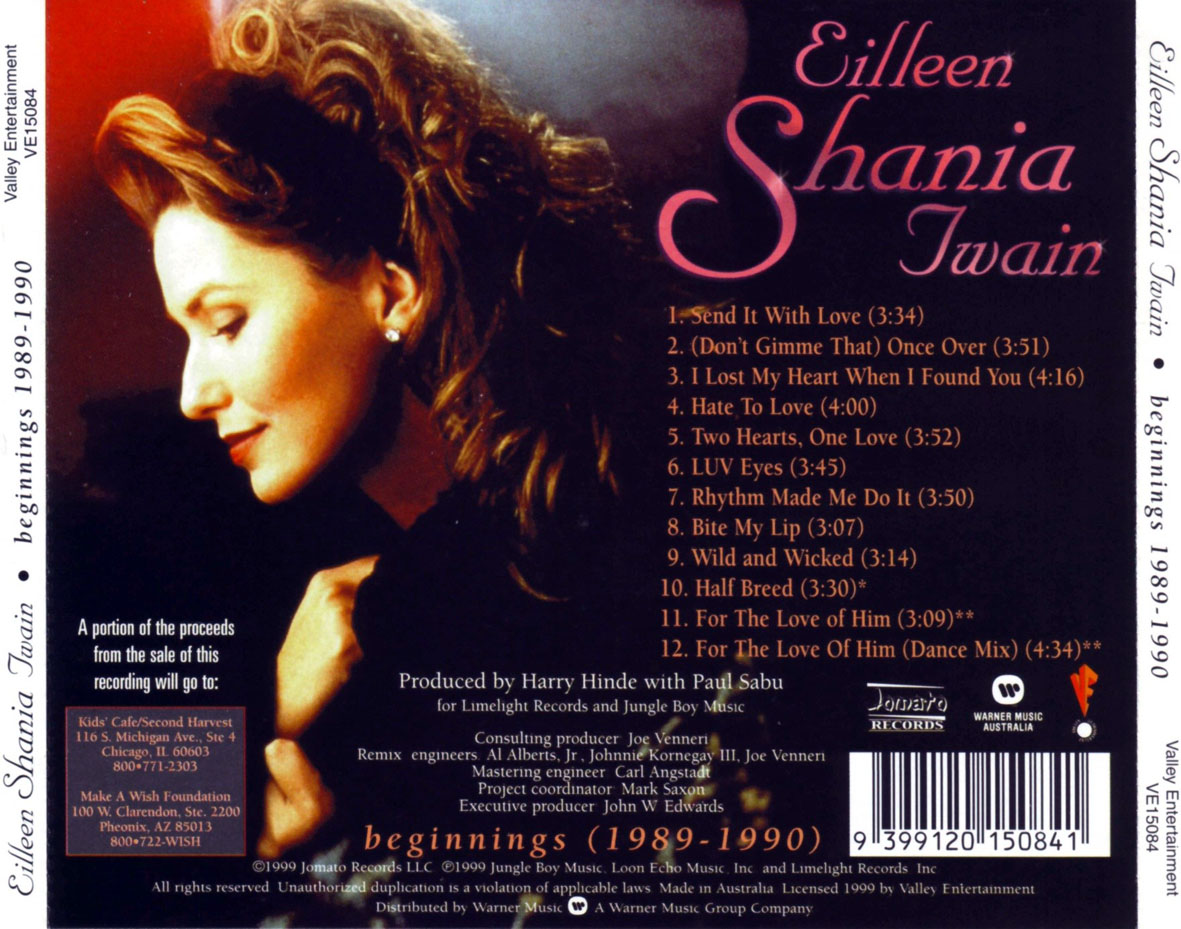 Valley Entertainment
VE15084
Eilleen Shania Twain • beginnings 1989-1990
Eilleen
Shania
Twain
1. Send It With Love (3:34)
2. (Don't Gimme That) Once Over (3:51)
3. I Lost My Heart When I Found You (4:16)
4. Hate To Love (4:00)
5. Two Hearts, One Love (3:52)
6. LUV Eyes (3:45)
7. Rhythm Made Me Do It (3:50)
8. Bite My Lip (3:07)
9. Wild and Wicked (3:14)
10. Half Breed (3:30)*
11. For The Love of Him (3:09)**
12. For The Love Of Him (Dance Mix) (4:34)**
A portion of the proceeds
from the sale of this
recording will go to:
Kids' Cafe/Second Harvest
116 S. Michigan Ave., Ste 4
Chicago, IL 60603
800•771-2303
Make A Wish Foundation
100 W. Clarendon, Ste. 2200
Pheonix, AZ 85013
800•722-WISH
Produced by Harry Hinde with Paul Sabu
for Limelight Records and Jungle Boy Music
Consulting producer Joe Venneri
Remix engineers Al Alberts, Jr, Johnnie Kornegay III, Joe Venneri
Mastering engineer Carl Angstadt
Project coordinator Mark Saxon
Executive producer John W Edwards
beginnings (1989-1990)
Jomato
RECORDS
WARNER MUSIC
AUSTRALIA
VE
9 399120 150841
©1999 Jomato Records LLC ℗1999 Jungle Boy Music, Loon Echo Music, Inc and Limelight Records, Inc
All rights reserved. Unauthorized duplication is a violation of applicable laws. Made in Australia. Licensed 1999 by Valley Entertainment
Distributed by Warner Music A Warner Music Group Company
Eilleen Shania Twain • beginnings 1989-1990
Valley Entertainment
VE15084